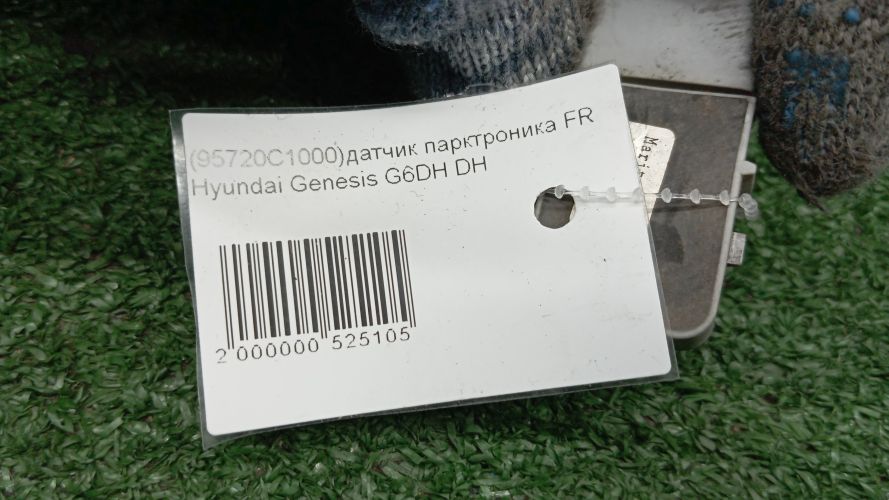 (95720C1000)датчик парктроника FR
Hyundai Genesis G6DH DH
2 000000 525105